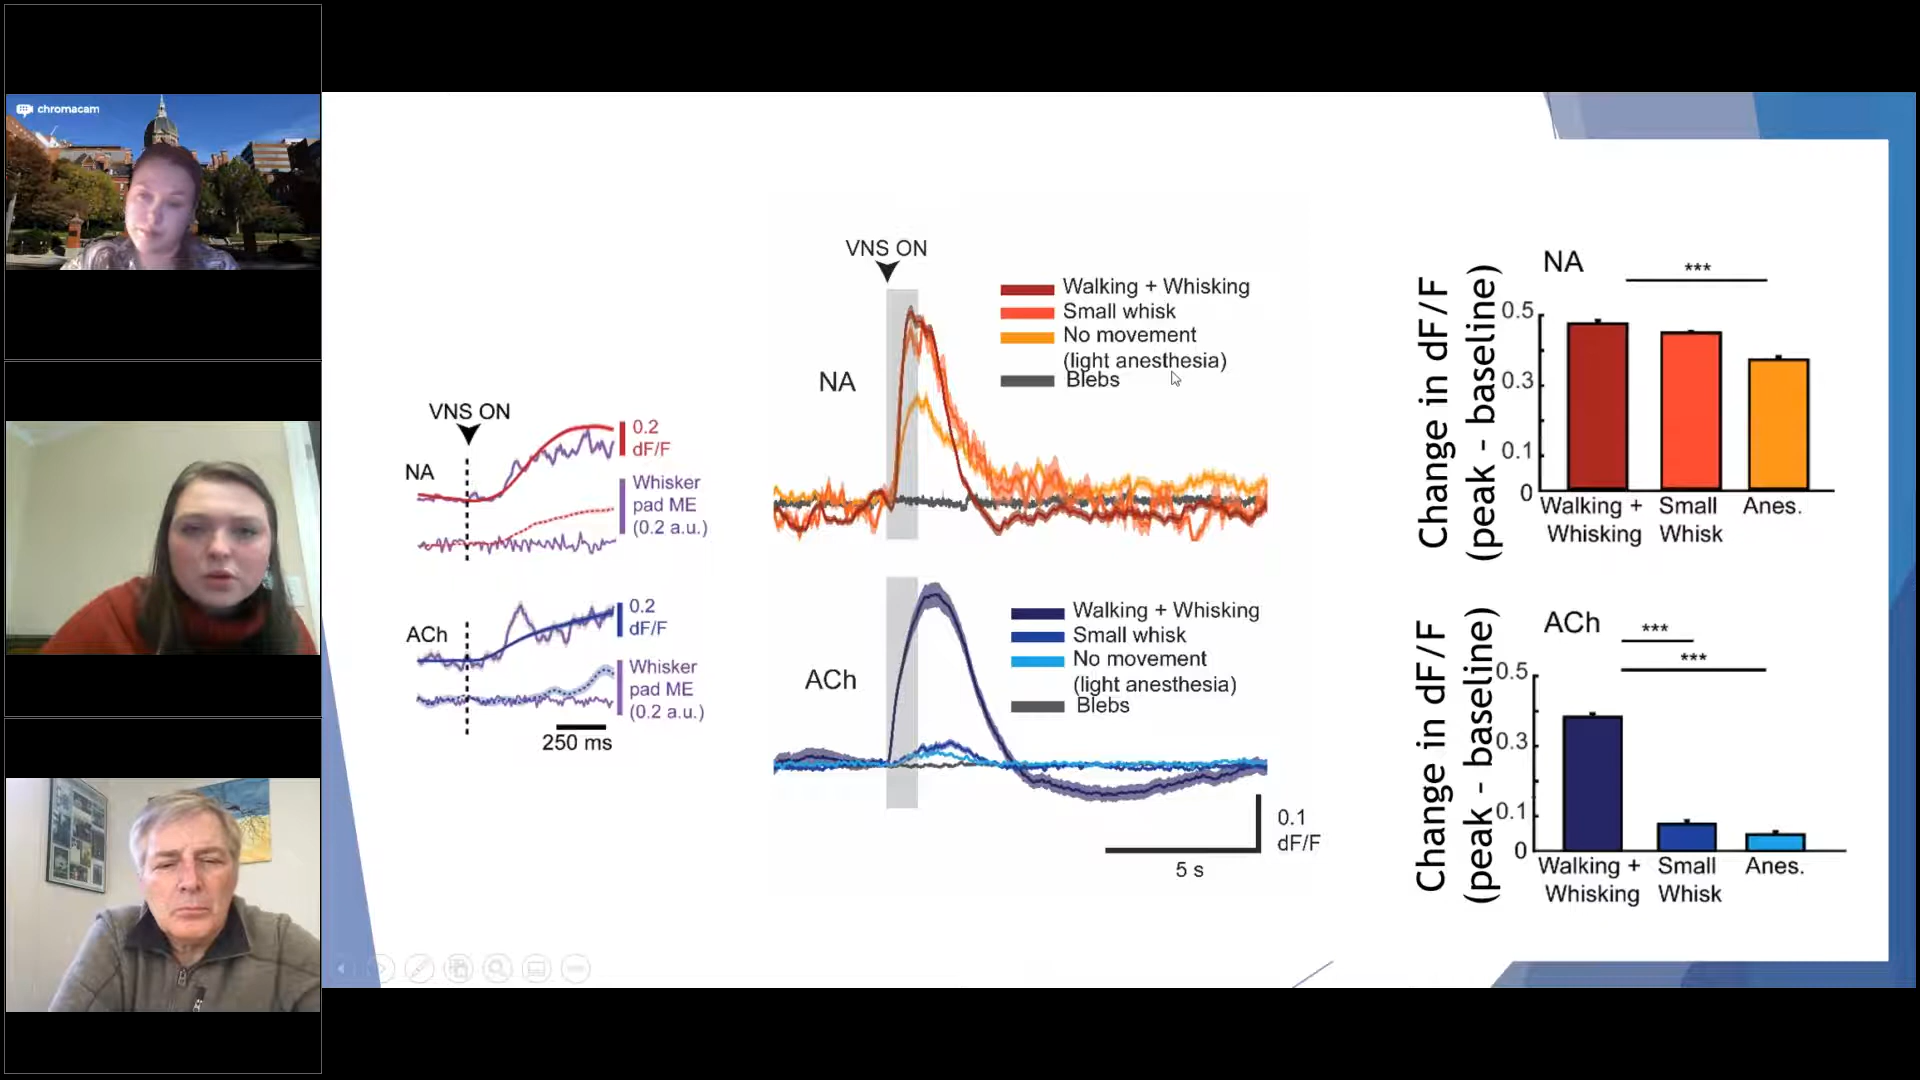 chromacam
VNS ON
NA
0.2
dF/F
Whisker
pad ME
(0.2 a.u.)
ACh
0.2
dF/F
Whisker
pad ME
(0.2 a.u.)
250 ms
VNS ON
NA
Walking + Whisking
Small whisk
No movement
(light anesthesia)
Blebs
ACh
Walking + Whisking
Small whisk
No movement
(light anesthesia)
Blebs
0.1
dF/F
5 s
NA
***
Change in dF/F
(peak - baseline)
0.5
0.3
0.1
0
Walking +
Whisking
Small
Whisk
Anes.
ACh
***
***
Change in dF/F
(peak - baseline)
0.5
0.3
0.1
0
Walking +
Whisking
Small
Whisk
Anes.